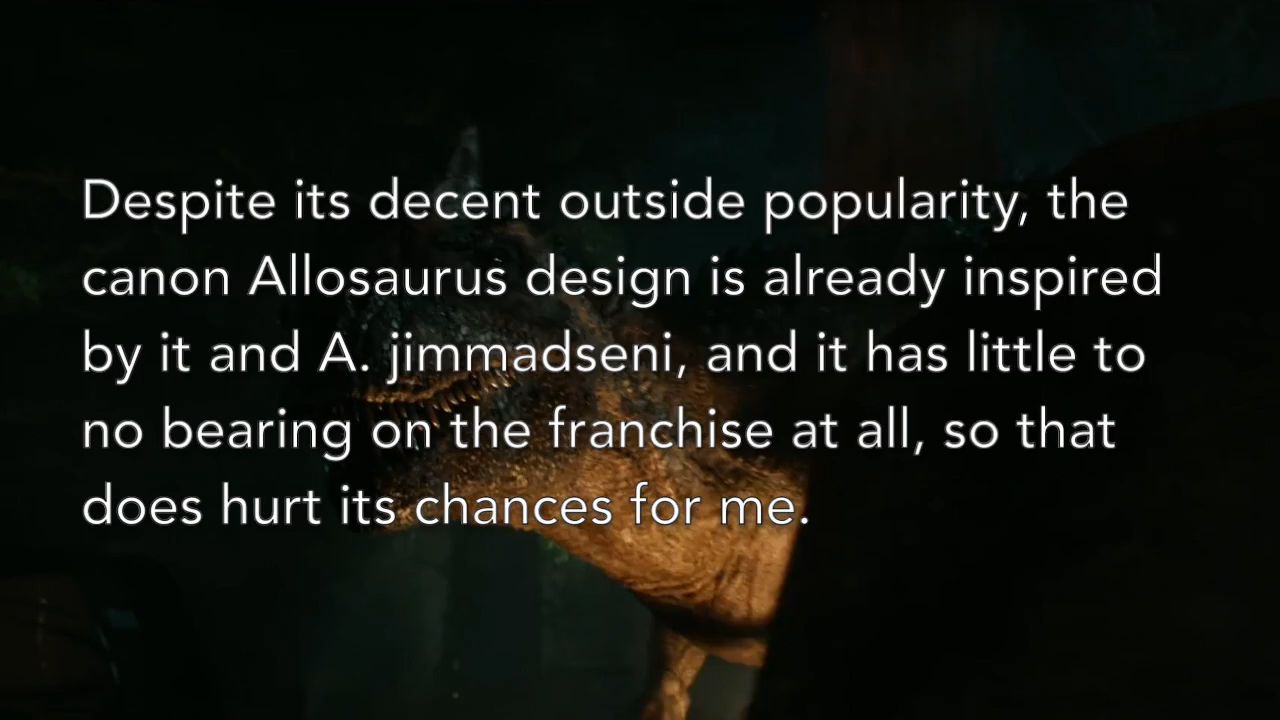 Despite its decent outside popularity, the
canon Allosaurus design is already inspired
by it and A. jimmadseni, and it has little to
no bearing on the franchise at all, so that
does hurt its chances for me.